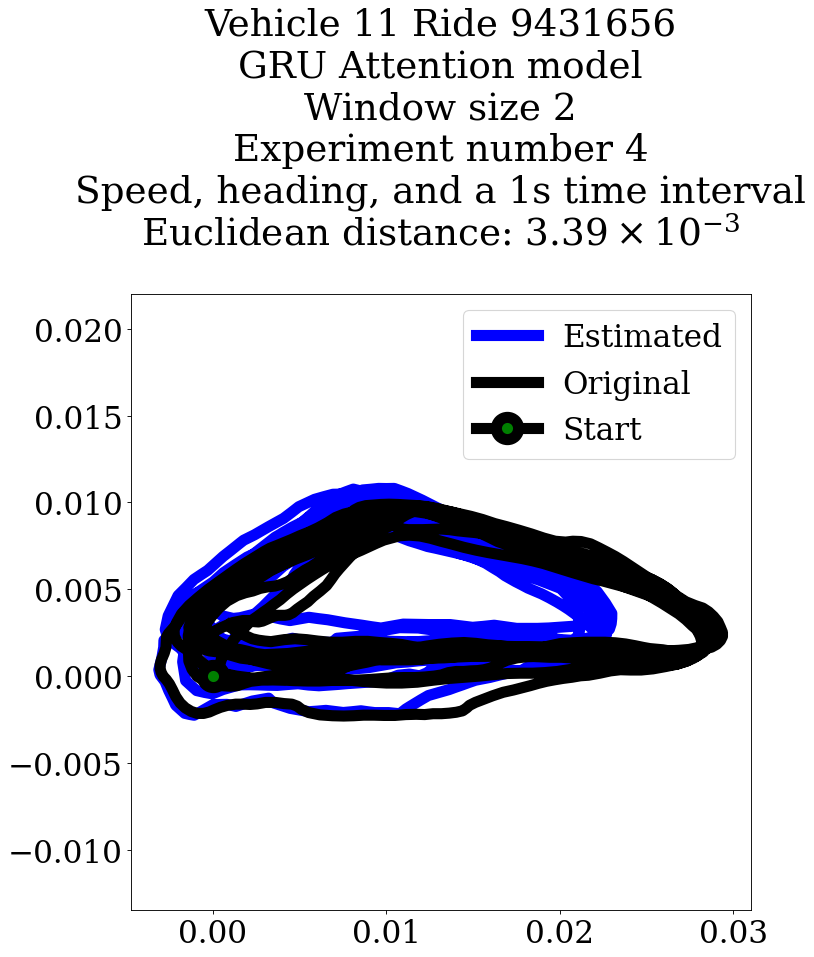 Vehicle 11 Ride 9431656
GRU Attention model
Window size 2
Experiment number 4
Speed, heading, and a 1s time interval
Euclidean distance: 3.39 × 10⁻³
Estimated
Original
Start
0.020
0.015
0.010
0.005
0.000
−0.005
−0.010
0.00 0.01 0.02 0.03